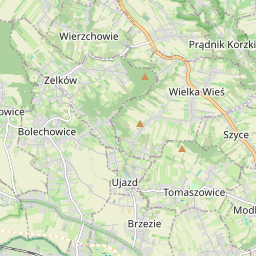 Wierzchowie
Prądnik Korzki
Zelków
Wielka Wieś
owice
Bolechowice
Szyce
Ujazd
Tomaszowice
Modl
Brzezie